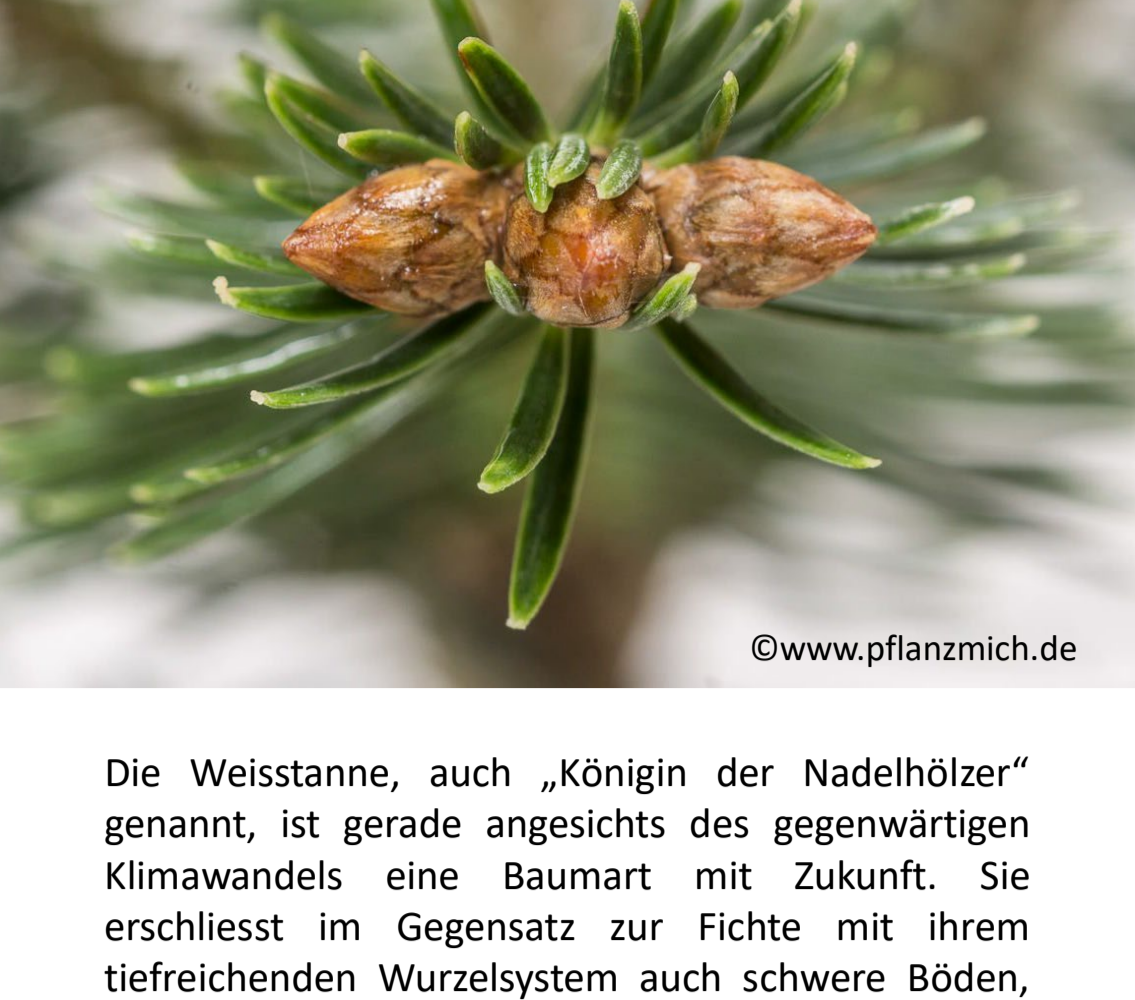 ©www.pflanzmich.de
Die Weisstanne, auch „Königin der Nadelhölzer“
genannt, ist gerade angesichts des gegenwärtigen
Klimawandels eine Baumart mit Zukunft. Sie
erschliesst im Gegensatz zur Fichte mit ihrem
tiefreichenden Wurzelsystem auch schwere Böden,